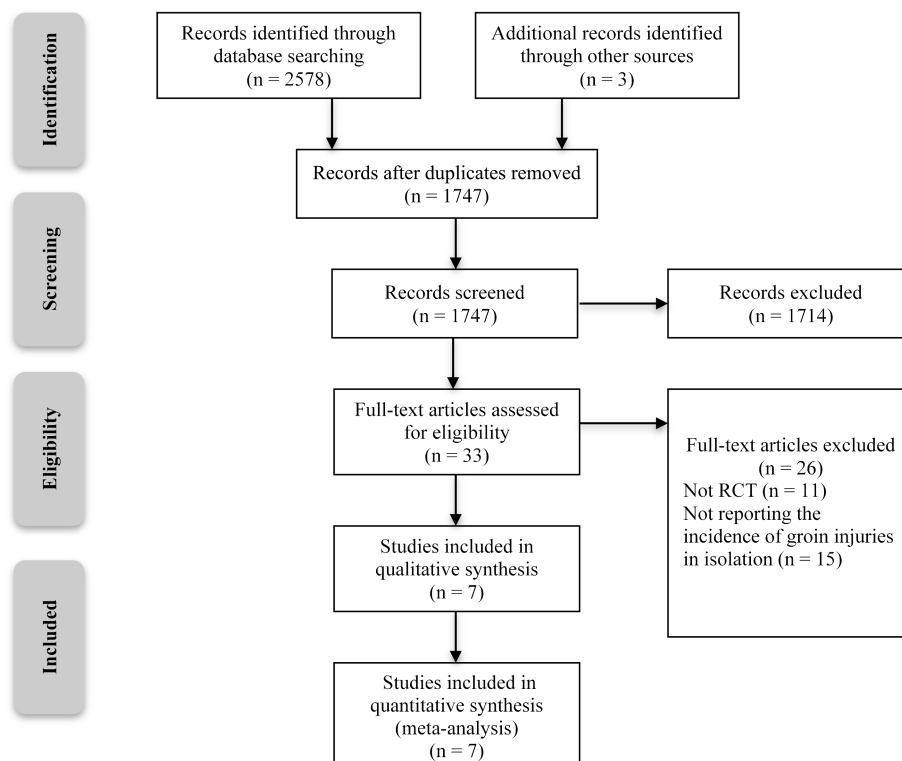 Identification
Records identified through
database searching
(n = 2578)
Additional records identified
through other sources
(n = 3)
Records after duplicates removed
(n = 1747)
Screening
Records screened
(n = 1747)
Records excluded
(n = 1714)
Eligibility
Full-text articles assessed
for eligibility
(n = 33)
Full-text articles excluded
(n = 26)
Not RCT (n = 11)
Not reporting the
incidence of groin injuries
in isolation (n = 15)
Studies included in
qualitative synthesis
(n = 7)
Included
Studies included in
quantitative synthesis
(meta-analysis)
(n = 7)